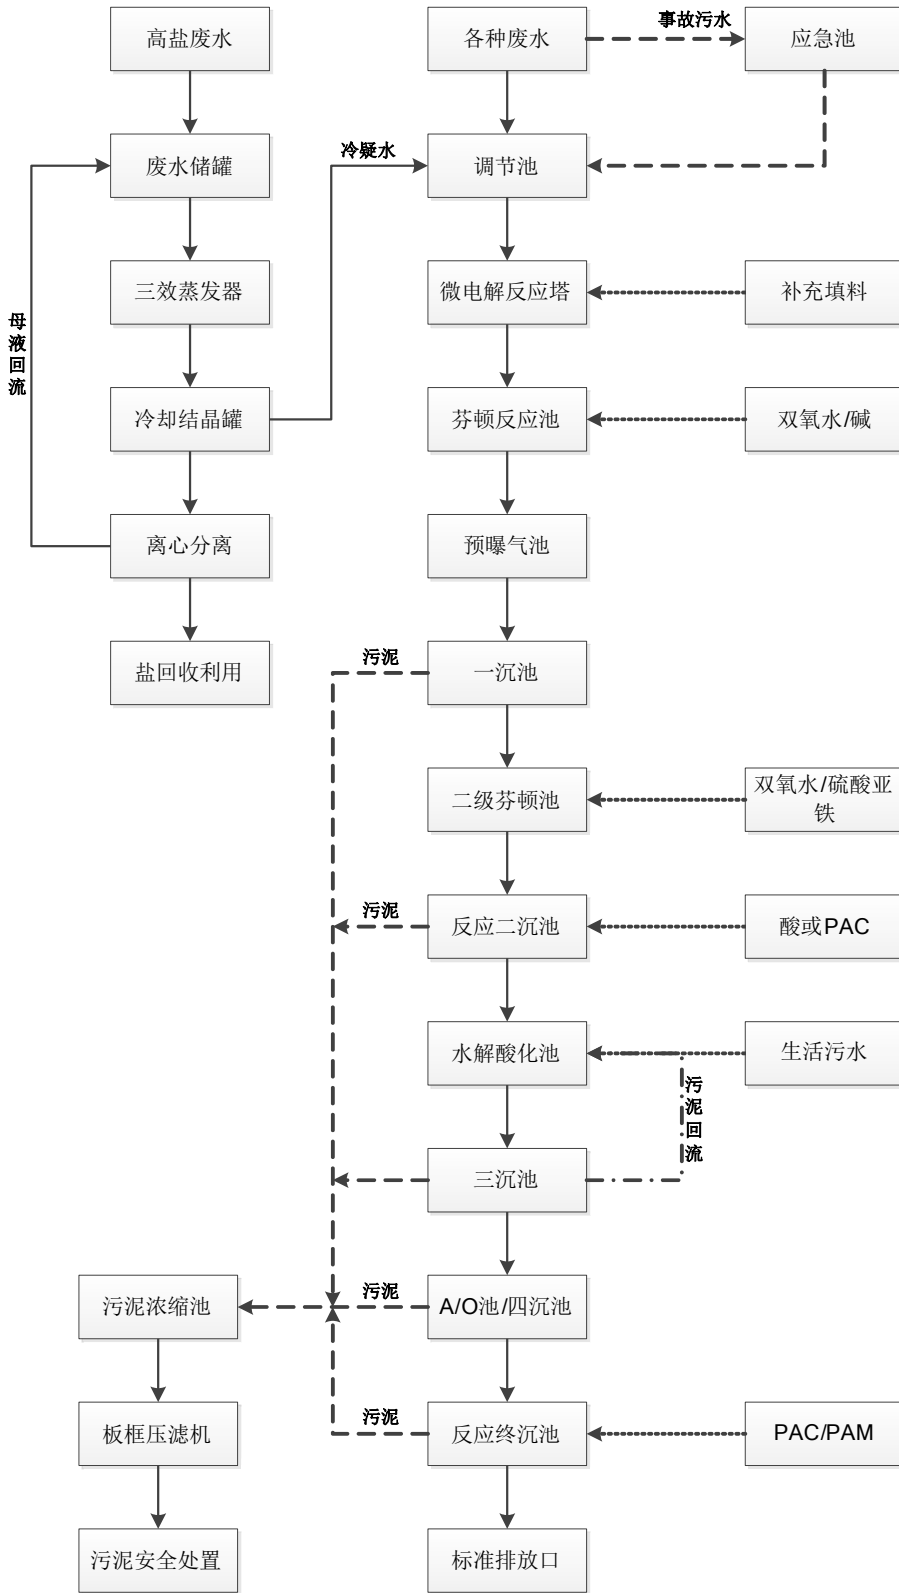 高盐废水
各种废水
事故污水
应急池
废水储罐
冷疑水
调节池
三效蒸发器
微电解反应塔
补充填料
母
液
回
流
冷却结晶罐
芬顿反应池
双氧水/碱
离心分离
预曝气池
盐回收利用
污泥
一沉池
二级芬顿池
双氧水/硫酸亚
铁
污泥
反应二沉池
酸或PAC
水解酸化池
生活污水
污
泥
回
流
三沉池
污泥浓缩池
污泥
A/O池/四沉池
板框压滤机
污泥
反应终沉池
PAC/PAM
污泥安全处置
标准排放口